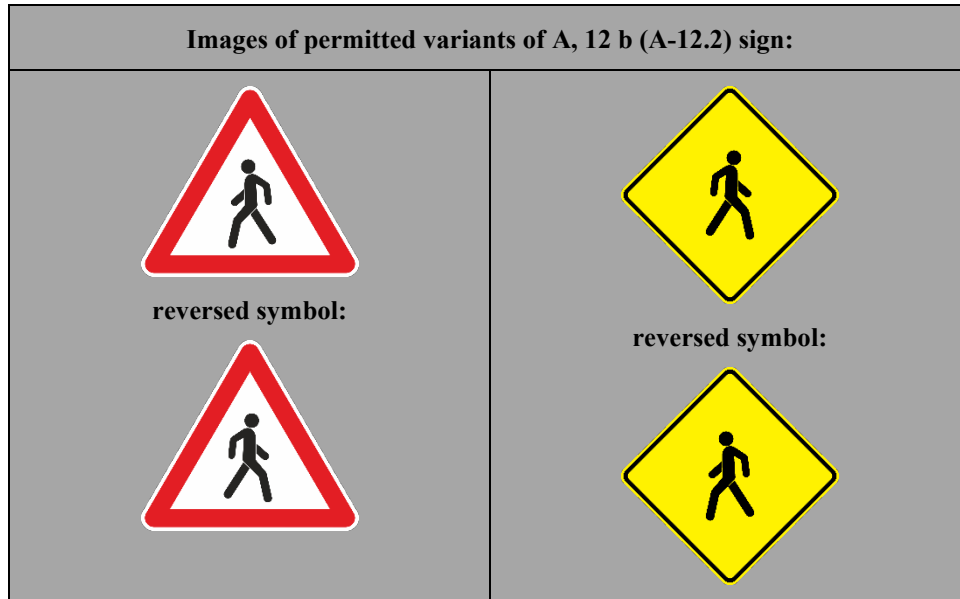 Images of permitted variants of A, 12 b (A-12.2) sign:
reversed symbol:
reversed symbol: